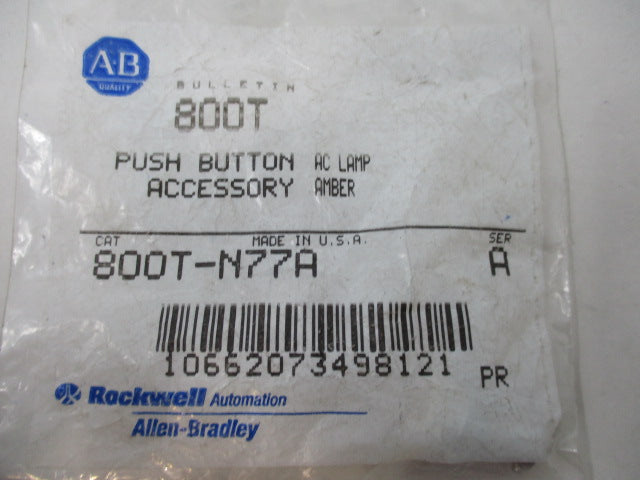 A-B
QUALITY
BULLETIN
800T
PUSH BUTTON AC LAMP
ACCESSORY AMBER
CAT MADE IN U.S.A. SER
800T-N77A A
10662073498121 PR
Rockwell Automation
Allen-Bradley